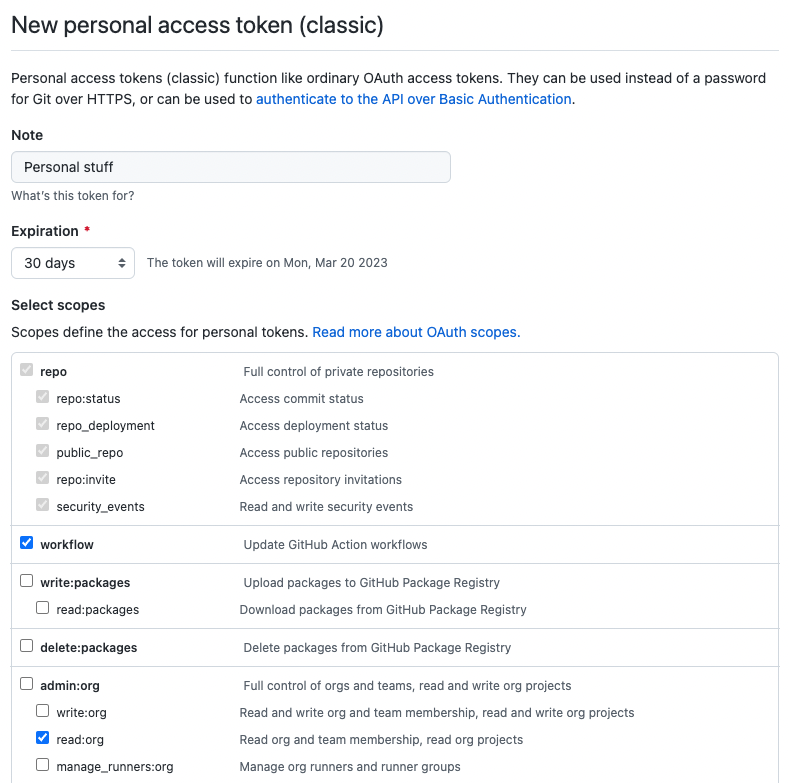 New personal access token (classic)
Personal access tokens (classic) function like ordinary OAuth access tokens. They can be used instead of a password
for Git over HTTPS, or can be used to authenticate to the API over Basic Authentication.
Note
Personal stuff
What's this token for?
Expiration *
30 days The token will expire on Mon, Mar 20 2023
Select scopes
Scopes define the access for personal tokens. Read more about OAuth scopes.
repo Full control of private repositories
repo:status Access commit status
repo_deployment Access deployment status
public_repo Access public repositories
repo:invite Access repository invitations
security_events Read and write security events
workflow Update GitHub Action workflows
write:packages Upload packages to GitHub Package Registry
read:packages Download packages from GitHub Package Registry
delete:packages Delete packages from GitHub Package Registry
admin:org Full control of orgs and teams, read and write org projects
write:org Read and write org and team membership, read and write org projects
read:org Read org and team membership, read org projects
manage_runners:org Manage org runners and runner groups